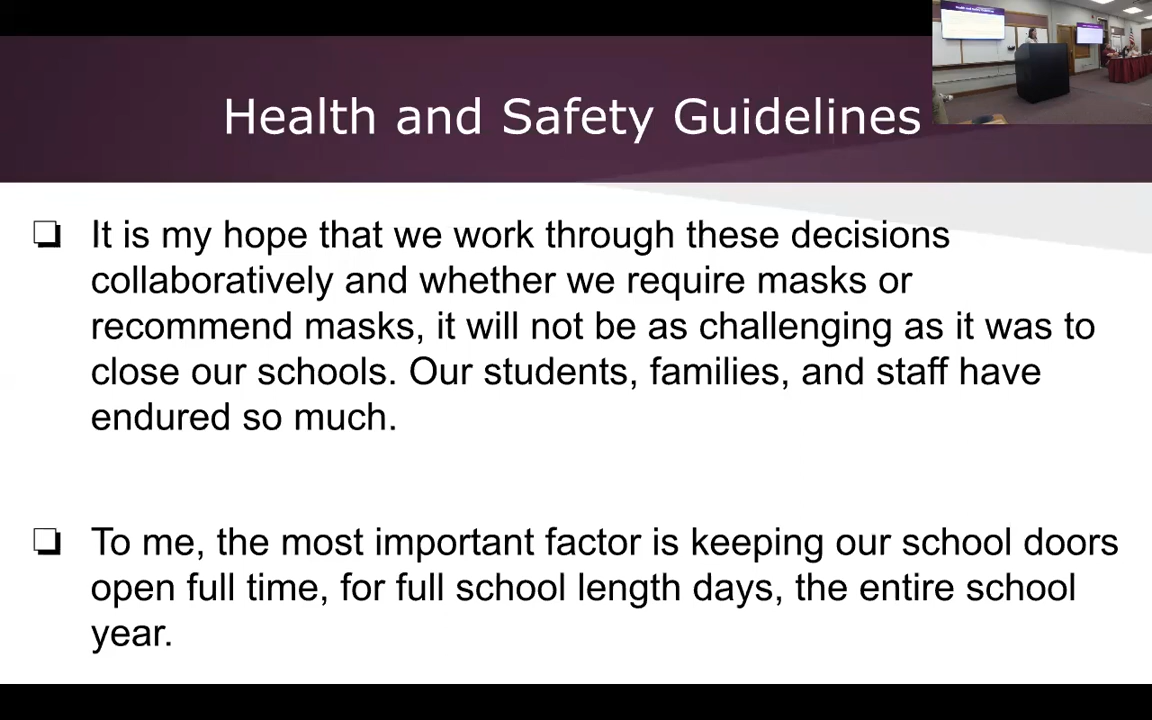 Health and Safety Guidelines
It is my hope that we work through these decisions
collaboratively and whether we require masks or
recommend masks, it will not be as challenging as it was to
close our schools. Our students, families, and staff have
endured so much.
To me, the most important factor is keeping our school doors
open full time, for full school length days, the entire school
year.